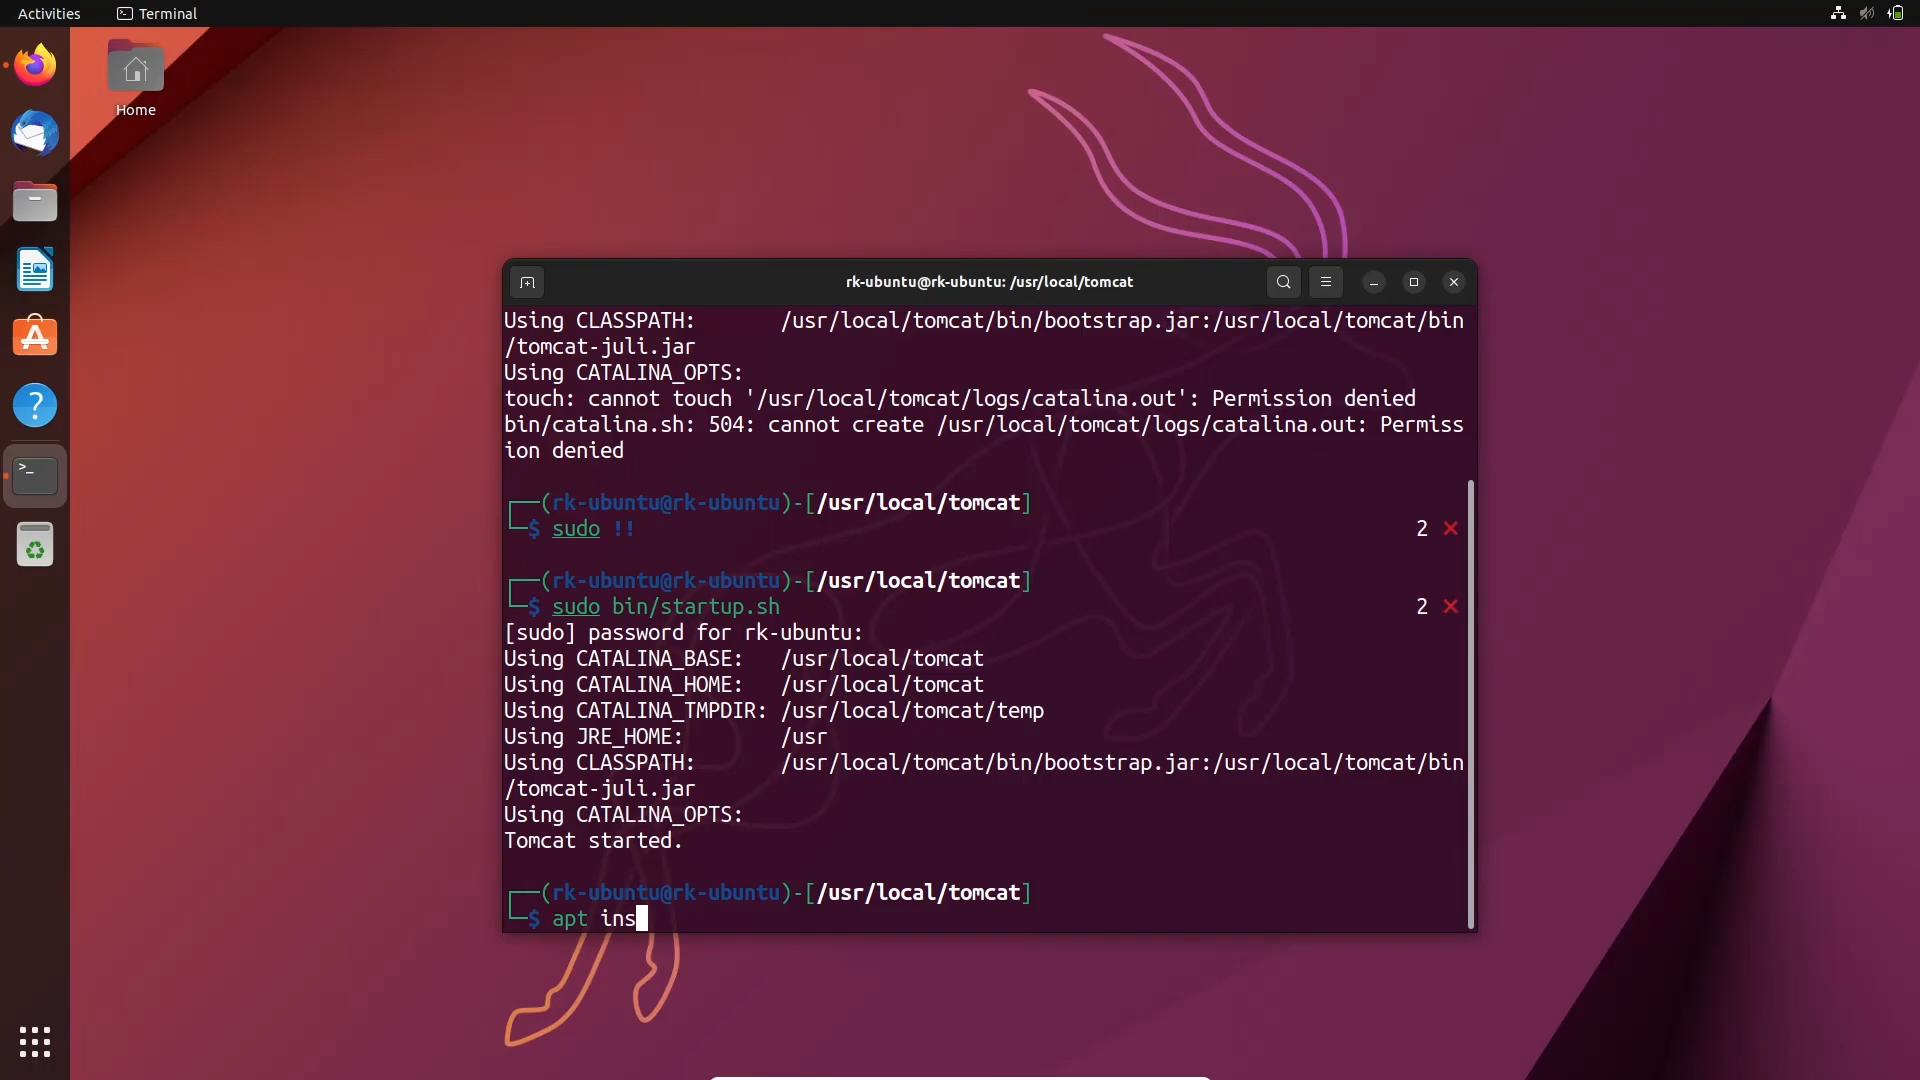 Activities
Terminal
Home
rk-ubuntu@rk-ubuntu: /usr/local/tomcat
Using CLASSPATH:       /usr/local/tomcat/bin/bootstrap.jar:/usr/local/tomcat/bin
/tomcat-juli.jar
Using CATALINA_OPTS:
touch: cannot touch '/usr/local/tomcat/logs/catalina.out': Permission denied
bin/catalina.sh: 504: cannot create /usr/local/tomcat/logs/catalina.out: Permiss
ion denied
(rk-ubuntu@rk-ubuntu)-[/usr/local/tomcat]
$ sudo !! 2 ✕
(rk-ubuntu@rk-ubuntu)-[/usr/local/tomcat]
$ sudo bin/startup.sh 2 ✕
[sudo] password for rk-ubuntu:
Using CATALINA_BASE:   /usr/local/tomcat
Using CATALINA_HOME:   /usr/local/tomcat
Using CATALINA_TMPDIR: /usr/local/tomcat/temp
Using JRE_HOME:        /usr
Using CLASSPATH:       /usr/local/tomcat/bin/bootstrap.jar:/usr/local/tomcat/bin
/tomcat-juli.jar
Using CATALINA_OPTS:
Tomcat started.
(rk-ubuntu@rk-ubuntu)-[/usr/local/tomcat]
$ apt ins